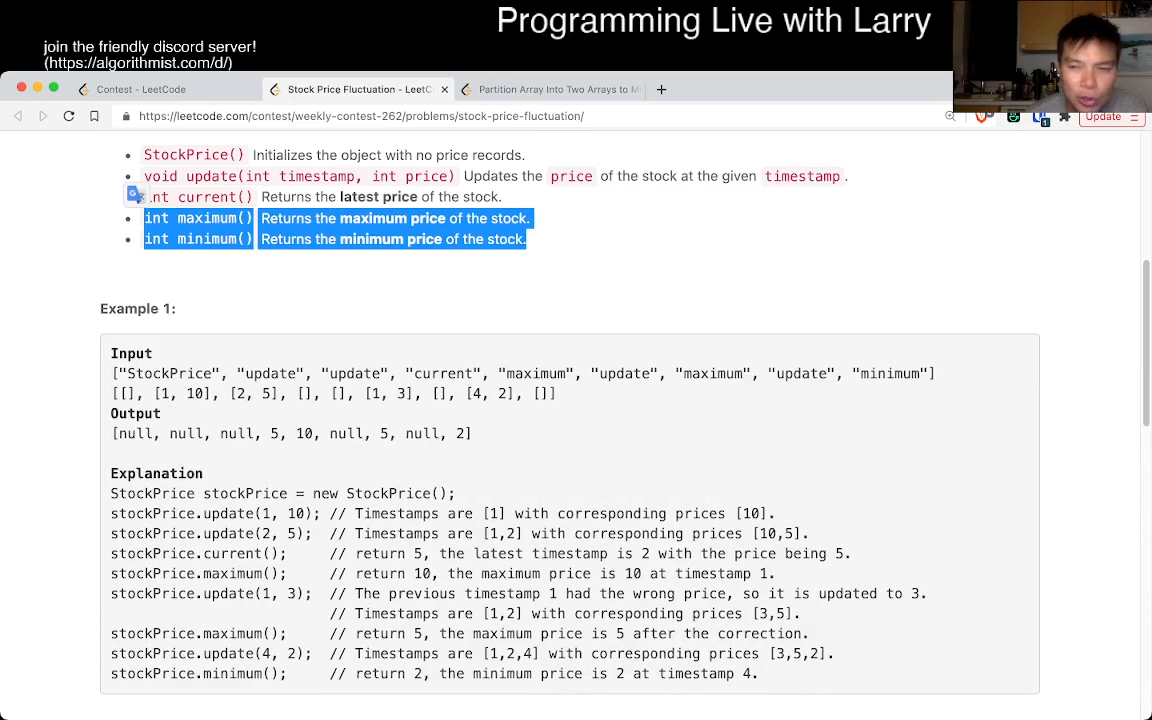 Programming Live with Larry
join the friendly discord server!
(https://algorithmist.com/d/)
Contest - LeetCode
Stock Price Fluctuation - LeetC
Partition Array Into Two Arrays to M
https://leetcode.com/contest/weekly-contest-262/problems/stock-price-fluctuation/
Update
StockPrice() Initializes the object with no price records.
void update(int timestamp, int price) Updates the price of the stock at the given timestamp.
int current() Returns the latest price of the stock.
int maximum() Returns the maximum price of the stock.
int minimum() Returns the minimum price of the stock.
Example 1:
Input
["StockPrice", "update", "update", "current", "maximum", "update", "maximum", "update", "minimum"]
[[], [1, 10], [2, 5], [], [], [1, 3], [], [4, 2], []]
Output
[null, null, null, 5, 10, null, 5, null, 2]
Explanation
StockPrice stockPrice = new StockPrice();
stockPrice.update(1, 10); // Timestamps are [1] with corresponding prices [10].
stockPrice.update(2, 5);  // Timestamps are [1,2] with corresponding prices [10,5].
stockPrice.current();     // return 5, the latest timestamp is 2 with the price being 5.
stockPrice.maximum();     // return 10, the maximum price is 10 at timestamp 1.
stockPrice.update(1, 3);  // The previous timestamp 1 had the wrong price, so it is updated to 3.
// Timestamps are [1,2] with corresponding prices [3,5].
stockPrice.maximum();     // return 5, the maximum price is 5 after the correction.
stockPrice.update(4, 2);  // Timestamps are [1,2,4] with corresponding prices [3,5,2].
stockPrice.minimum();     // return 2, the minimum price is 2 at timestamp 4.